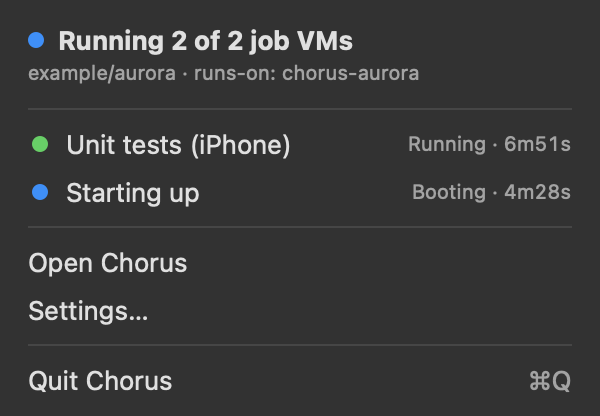 Running 2 of 2 job VMs
example/aurora · runs-on: chorus-aurora
Unit tests (iPhone) Running · 6m51s
Starting up Booting · 4m28s
Open Chorus
Settings...
Quit Chorus ⌘Q